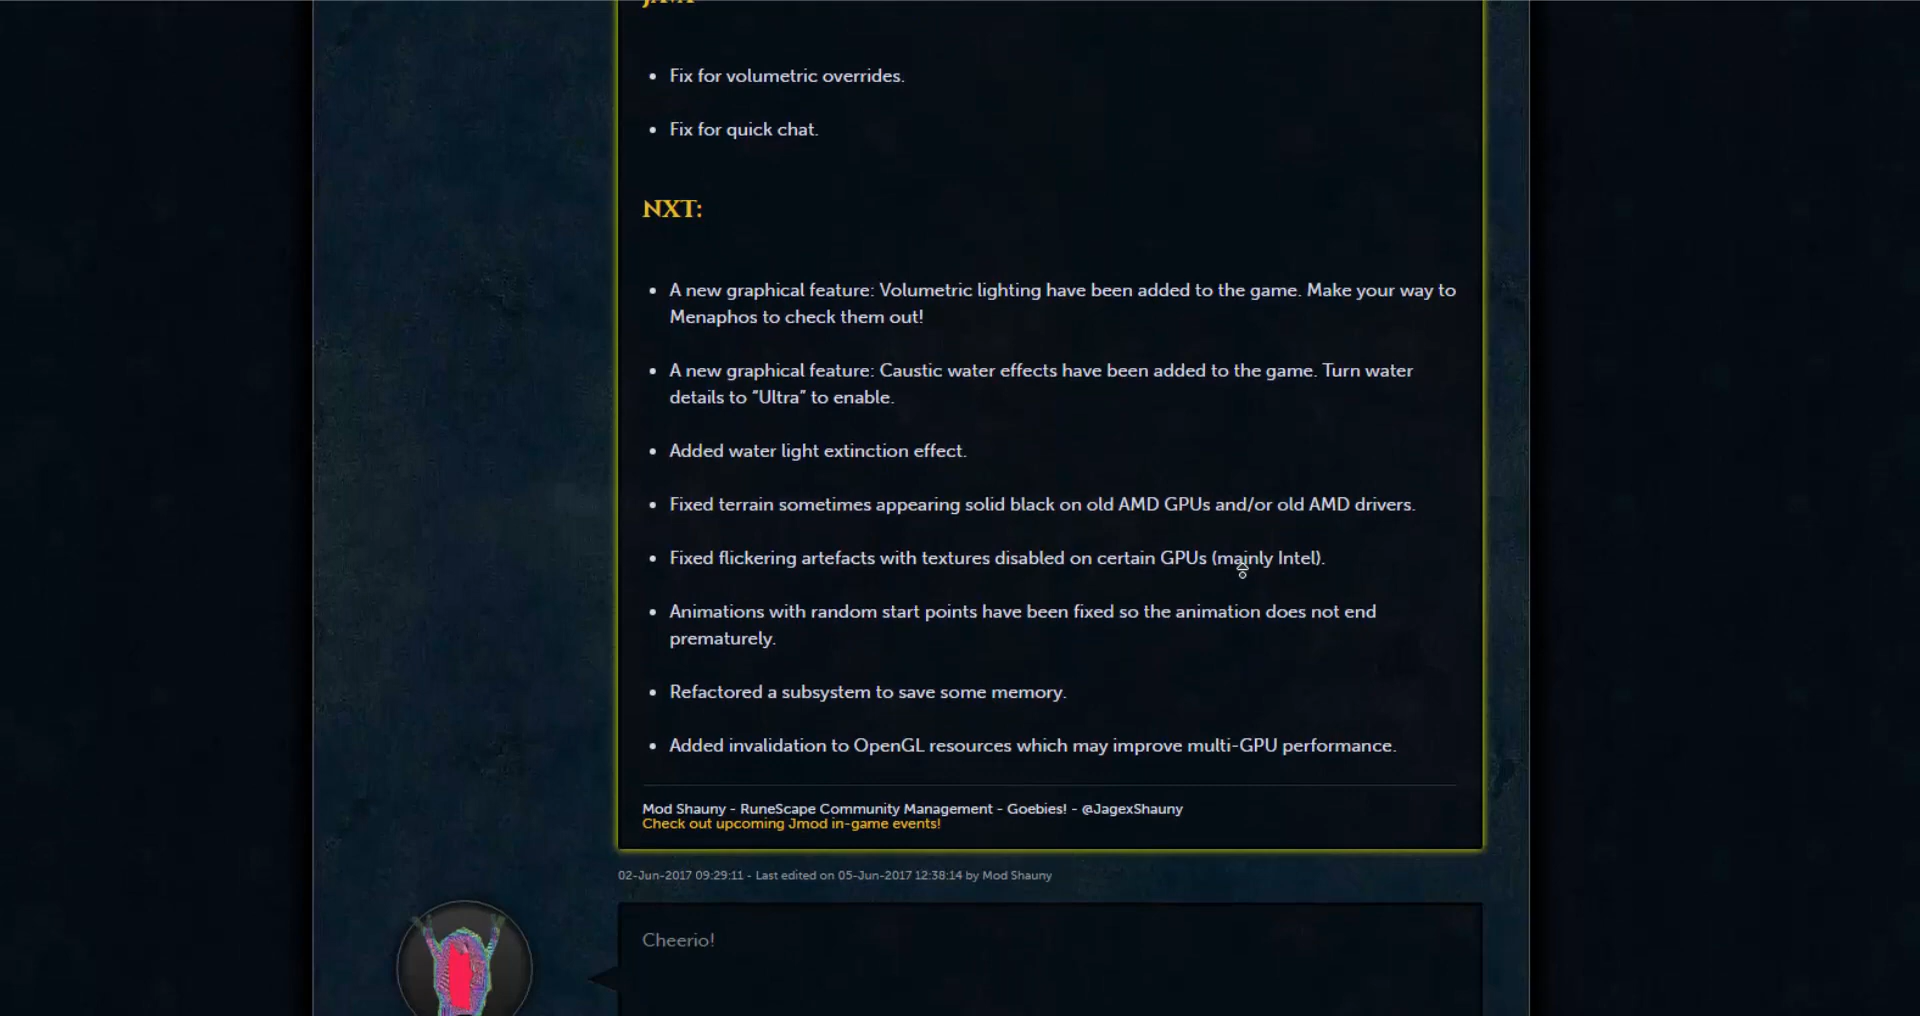 JAVA
• Fix for volumetric overrides.
• Fix for quick chat.
NXT:
• A new graphical feature: Volumetric lighting have been added to the game. Make your way to
Menaphos to check them out!
• A new graphical feature: Caustic water effects have been added to the game. Turn water
details to “Ultra” to enable.
• Added water light extinction effect.
• Fixed terrain sometimes appearing solid black on old AMD GPUs and/or old AMD drivers.
• Fixed flickering artefacts with textures disabled on certain GPUs (mainly Intel).
• Animations with random start points have been fixed so the animation does not end
prematurely.
• Refactored a subsystem to save some memory.
• Added invalidation to OpenGL resources which may improve multi-GPU performance.
Mod Shauny - RuneScape Community Management - Goebies! - @JagexShauny
Check out upcoming Jmod in-game events!
02-Jun-2017 09:29:11 - Last edited on 05-Jun-2017 12:38:14 by Mod Shauny
Cheerio!